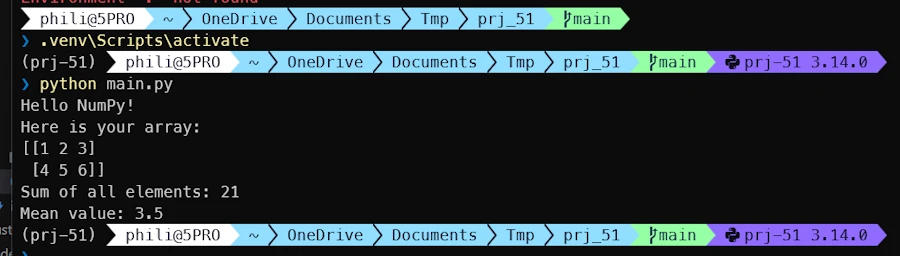 phili@5PRO ~ OneDrive Documents Tmp prj_51 main
❯ .venv\Scripts\activate
(prj-51) phili@5PRO ~ OneDrive Documents Tmp prj_51 main prj-51 3.14.0
❯ python main.py
Hello NumPy!
Here is your array:
[[1 2 3]
 [4 5 6]]
Sum of all elements: 21
Mean value: 3.5
(prj-51) phili@5PRO ~ OneDrive Documents Tmp prj_51 main prj-51 3.14.0